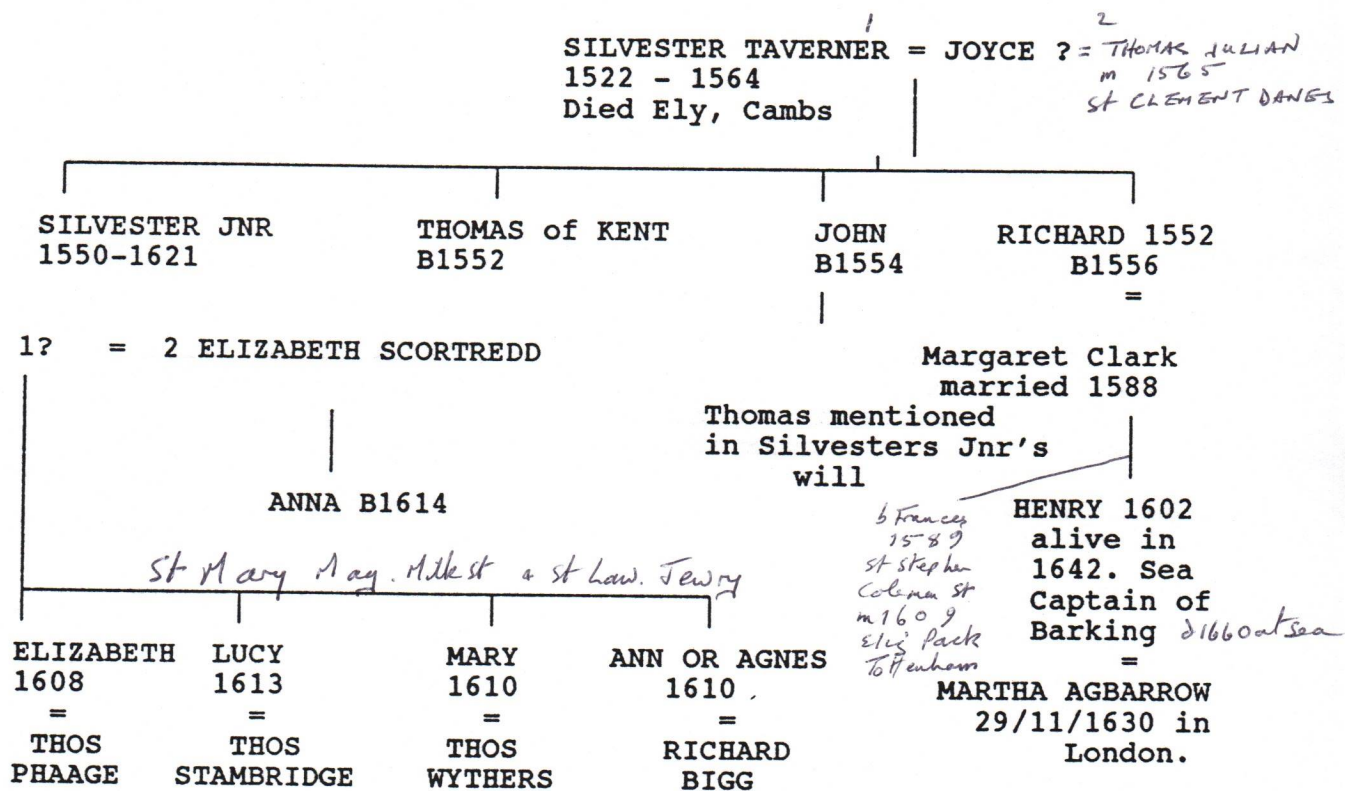 1
2
SILVESTER TAVERNER = JOYCE ? = THOMAS JULIAN
1522 - 1564
m 1565
Died Ely, Cambs
St CLEMENT DANES
SILVESTER JNR
1550-1621
THOMAS of KENT
B1552
JOHN
B1554
RICHARD 1552
B1556
=
1? = 2 ELIZABETH SCORTREDD
Margaret Clark
married 1588
Thomas mentioned
in Silvesters Jnr's
will
ANNA B1614
b Frances
1589
St Stephen
Coleman St
m 1609
Eliz Pack
Tottenham
HENRY 1602
alive in
1642. Sea
Captain of
Barking d 1660 at sea
=
MARTHA AGBARROW
29/11/1630 in
London.
St Mary Mag. Milk St & St Law. Jewry
ELIZABETH
1608
=
THOS
PHAAGE
LUCY
1613
=
THOS
STAMBRIDGE
MARY
1610
=
THOS
WYTHERS
ANN OR AGNES
1610
=
RICHARD
BIGG